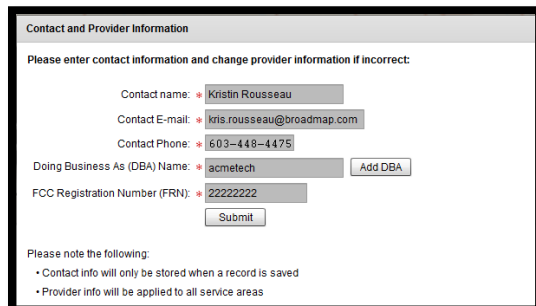 Contact and Provider Information
Please enter contact information and change provider information if incorrect:
Contact name: * Kristin Rousseau
Contact E-mail: * kris.rousseau@broadmap.com
Contact Phone: * 603-448-4475
Doing Business As (DBA) Name: * acmetech Add DBA
FCC Registration Number (FRN): * 22222222
Submit
Please note the following:
• Contact info will only be stored when a record is saved
• Provider info will be applied to all service areas